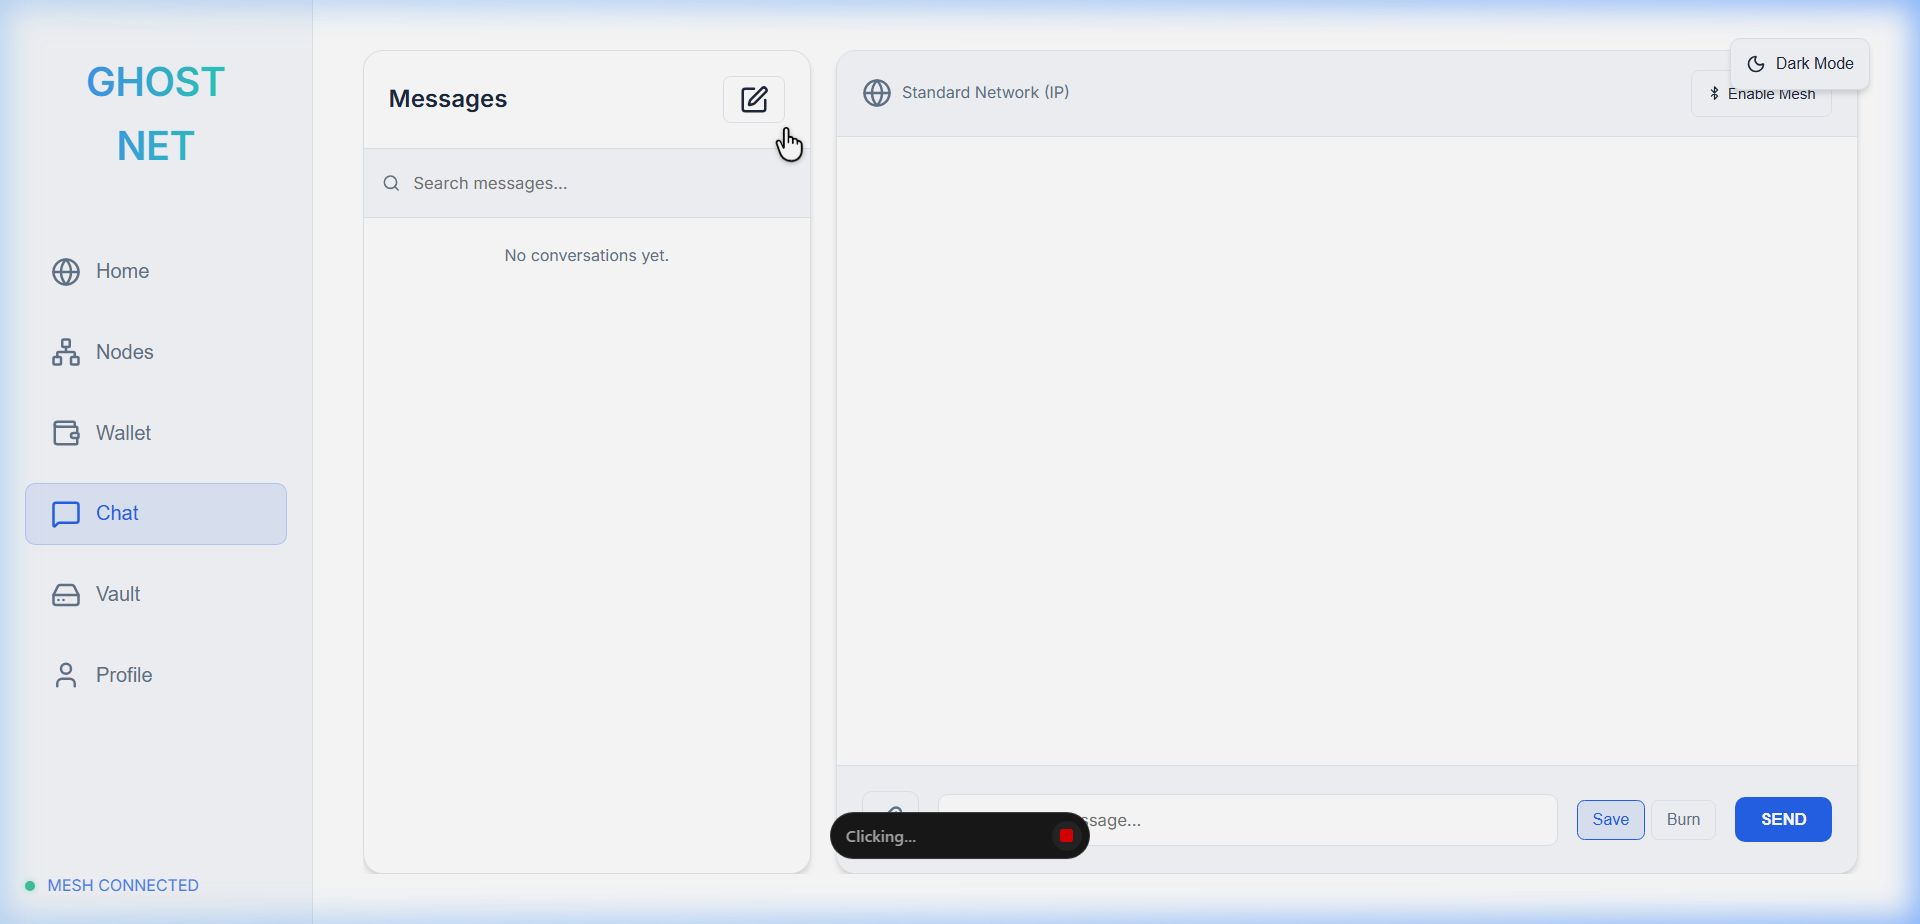 GHOST
NET
Home
Nodes
Wallet
Chat
Vault
Profile
MESH CONNECTED
Messages
Search messages...
No conversations yet.
Standard Network (IP)
Dark Mode
Enable Mesh
ssage...
Save
Burn
SEND
Clicking...